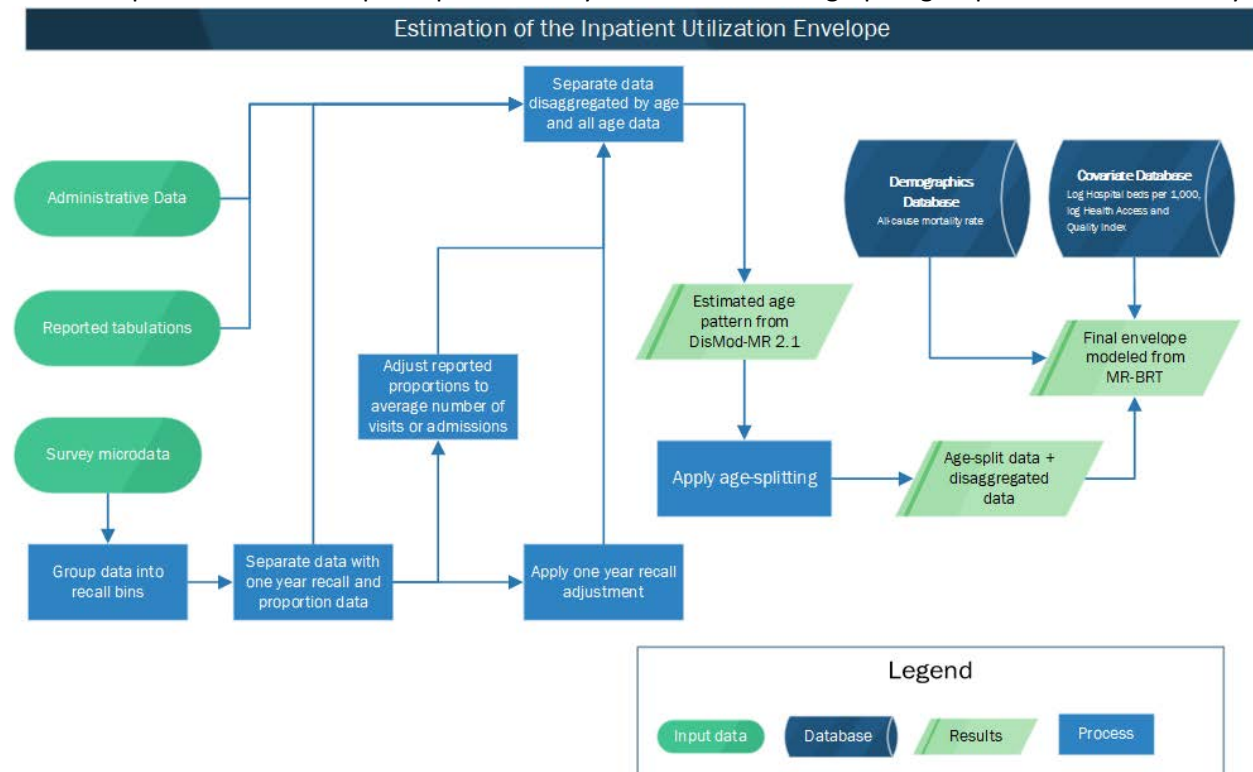 Estimation of the Inpatient Utilization Envelope
Separate data
disaggregated by age
and all age data
Administrative Data
Demographics
Database
All-cause mortality rate
Covariate Database
Log Hospital beds per 1,000,
log Health Access and
Quality Index
Reported tabulations
Estimated age
pattern from
DisMod-MR 2.1
Final envelope
modeled from
MR-BRT
Adjust reported
proportions to
average number of
visits or admissions
Survey microdata
Apply age-splitting
Age-split data +
disaggregated
data
Group data into
recall bins
Separate data with
one year recall and
proportion data
Apply one year recall
adjustment
Legend
Input data
Database
Results
Process